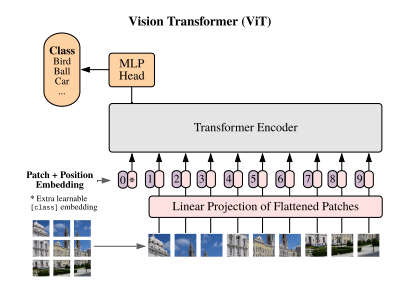 Vision Transformer (ViT)
Class
Bird
Ball
Car
...
MLP
Head
Transformer Encoder
Patch + Position
Embedding
* Extra learnable
[class] embedding
0 * 1 2 3 4 5 6 7 8 9
Linear Projection of Flattened Patches